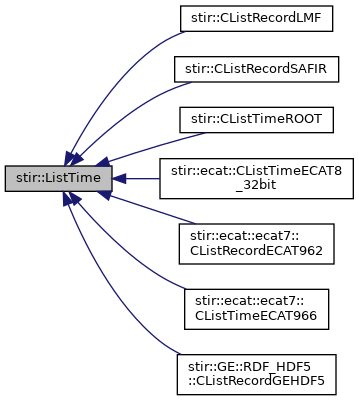 stir::CListRecordLMF
stir::CListRecordSAFIR
stir::CListTimeROOT
stir::ListTime
stir::ecat::CListTimeECAT8
_32bit
stir::ecat::ecat7::
CListRecordECAT962
stir::ecat::ecat7::
CListTimeECAT966
stir::GE::RDF_HDF5
::CListRecordGEHDF5